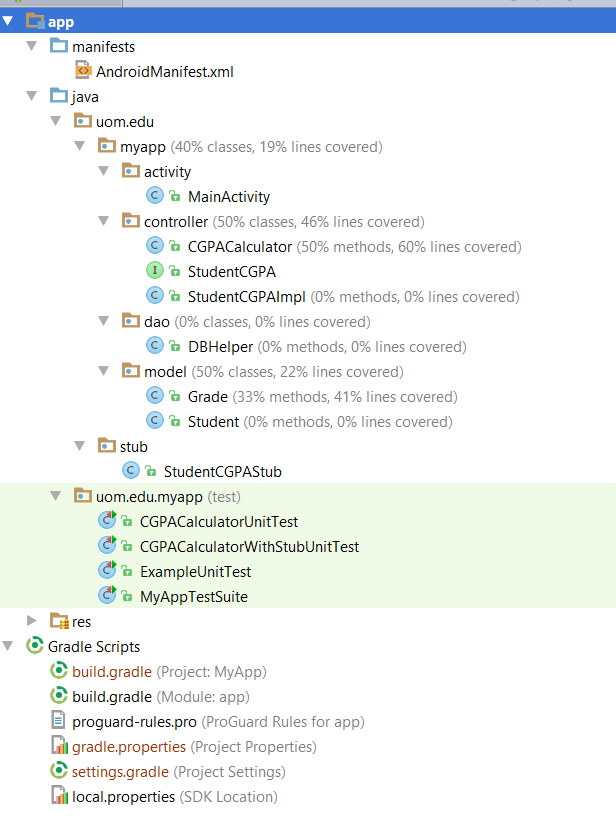 app
manifests
AndroidManifest.xml
java
uom.edu
myapp (40% classes, 19% lines covered)
activity
MainActivity
controller (50% classes, 46% lines covered)
CGPACalculator (50% methods, 60% lines covered)
StudentCGPA
StudentCGPAImpl (0% methods, 0% lines covered)
dao (0% classes, 0% lines covered)
DBHelper (0% methods, 0% lines covered)
model (50% classes, 22% lines covered)
Grade (33% methods, 41% lines covered)
Student (0% methods, 0% lines covered)
stub
StudentCGPAStub
uom.edu.myapp (test)
CGPACalculatorUnitTest
CGPACalculatorWithStubUnitTest
ExampleUnitTest
MyAppTestSuite
res
Gradle Scripts
build.gradle (Project: MyApp)
build.gradle (Module: app)
proguard-rules.pro (ProGuard Rules for app)
gradle.properties (Project Properties)
settings.gradle (Project Settings)
local.properties (SDK Location)